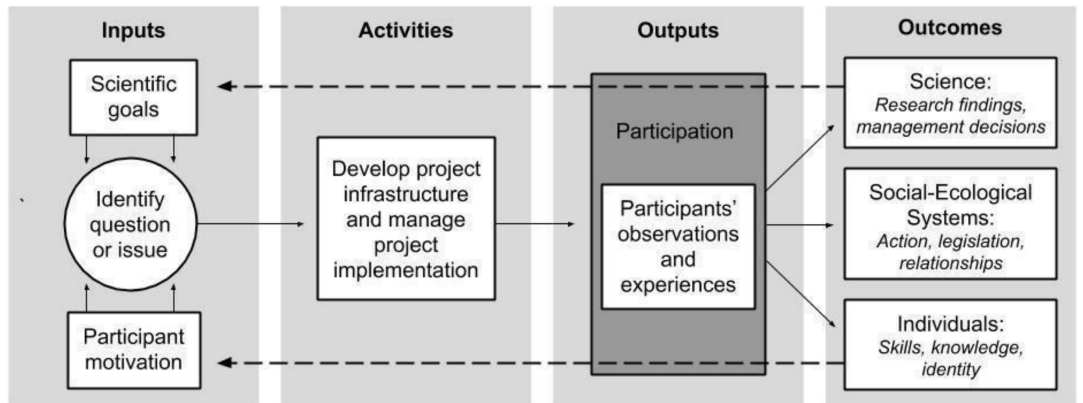 Inputs
Scientific
goals
Identify
question
or issue
Participant
motivation
Activities
Develop project
infrastructure
and manage
project
implementation
Outputs
Participation
Participants’
observations
and
experiences
Outcomes
Science:
Research findings,
management decisions
Social-Ecological
Systems:
Action, legislation,
relationships
Individuals:
Skills, knowledge,
identity